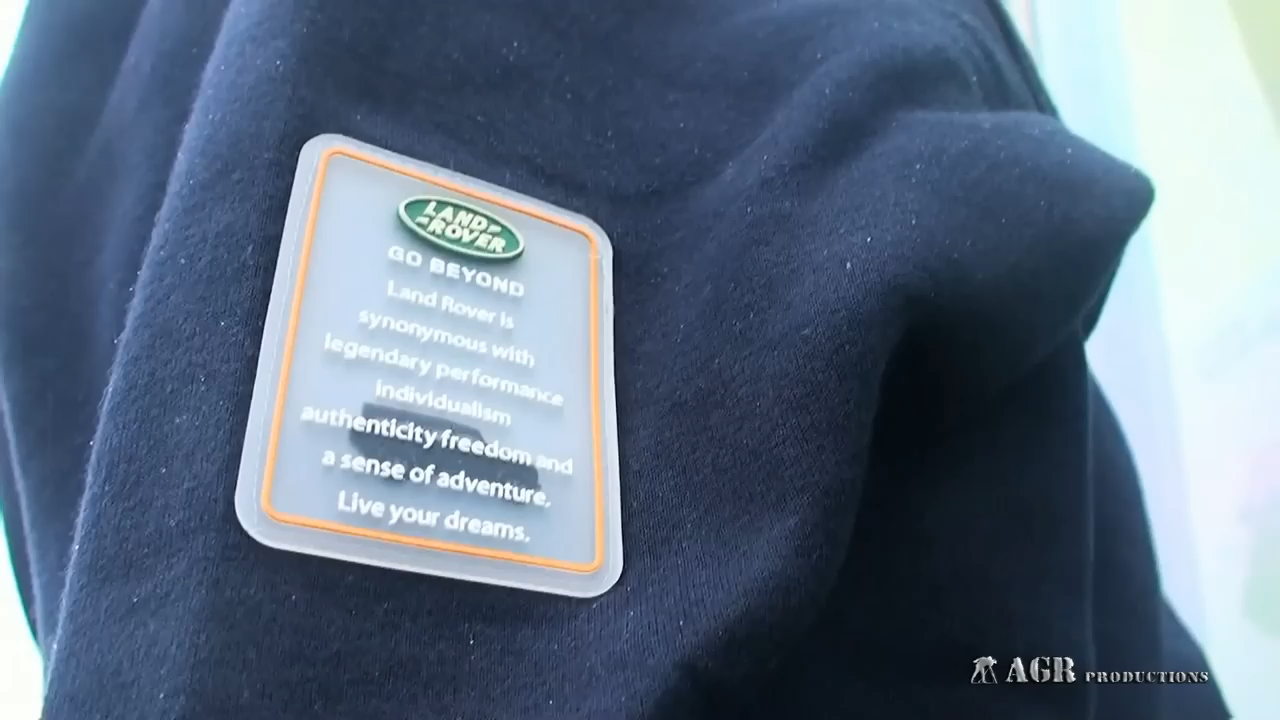 LAND
ROVER
GO BEYOND
Land Rover is
synonymous with
legendary performance
individualism
authenticity freedom and
a sense of adventure.
Live your dreams.
AGR PRODUCTIONS